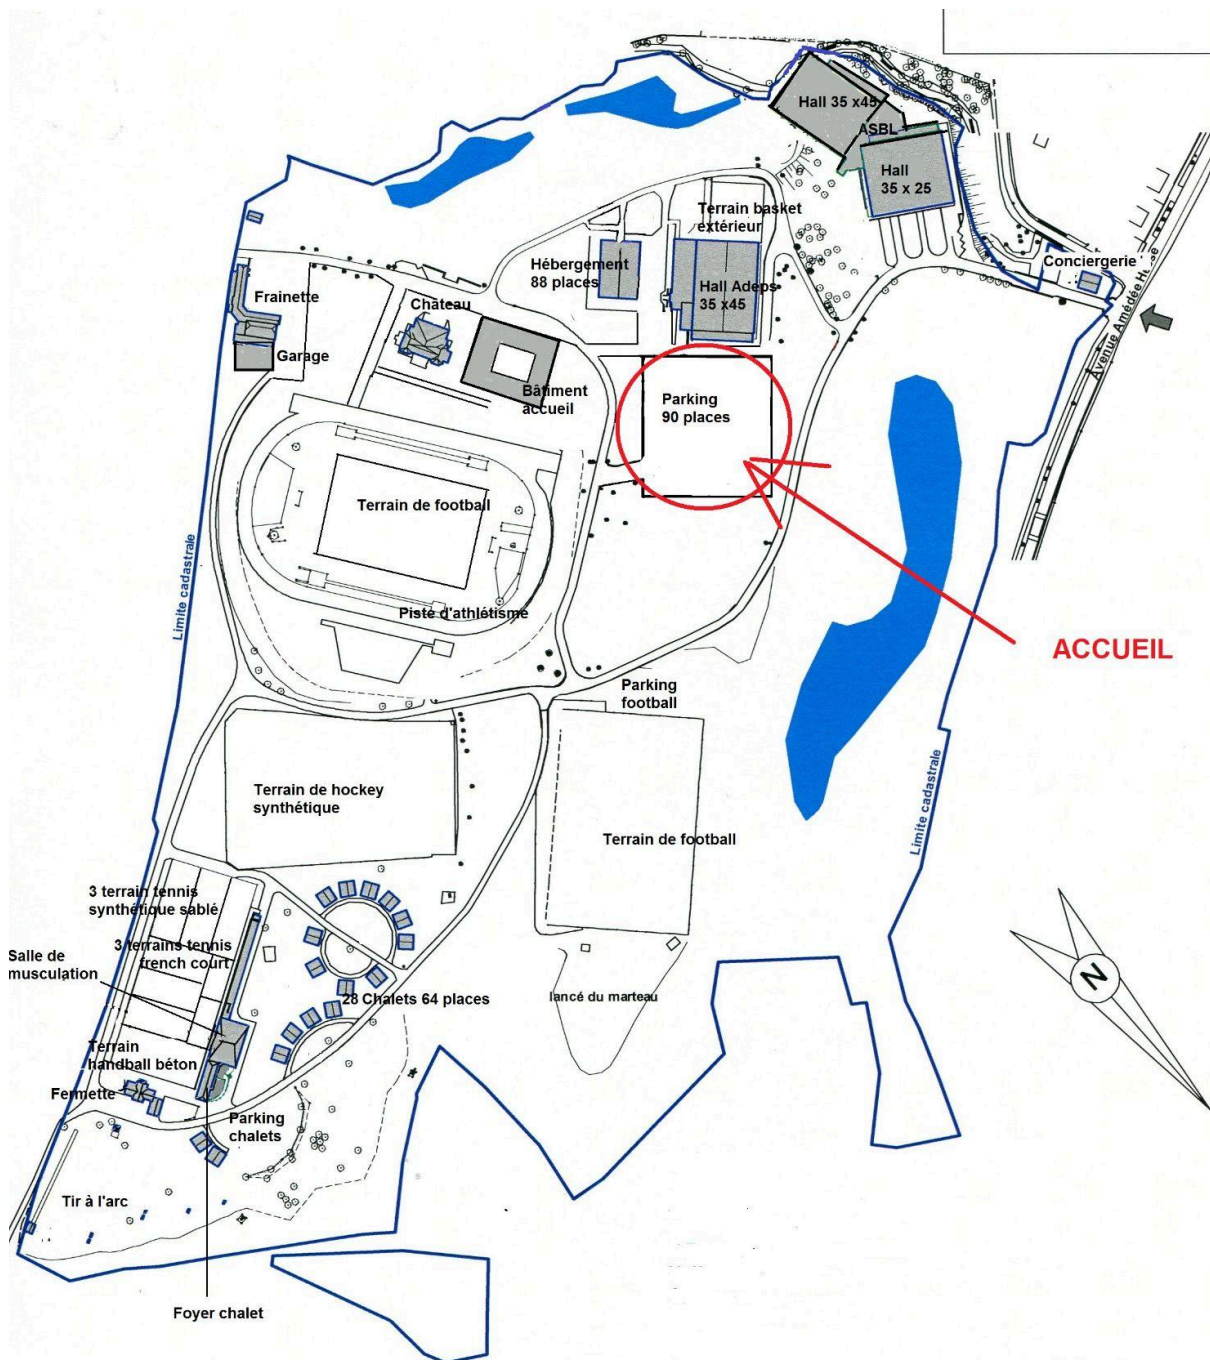 Hall 35 x45
ASBL
Hall
35 x 25
Terrain basket
extérieur
Conciergerie
Hébergement
88 places
Hall Adeps
35 x45
Frainette
Château
Garage
Bâtiment
accueil
Parking
90 places
Avenue Amédée Hesse
Terrain de football
Limite cadastrale
Piste d'athlétisme
ACCUEIL
Parking
football
Terrain de hockey
synthétique
Terrain de football
Limite cadastrale
3 terrain tennis
synthétique sablé
3 terrains tennis
french court
Salle de
musculation
28 Chalets 64 places
lancé du marteau
N
Terrain
handball béton
Fermette
Parking
chalets
Tir à l'arc
Foyer chalet